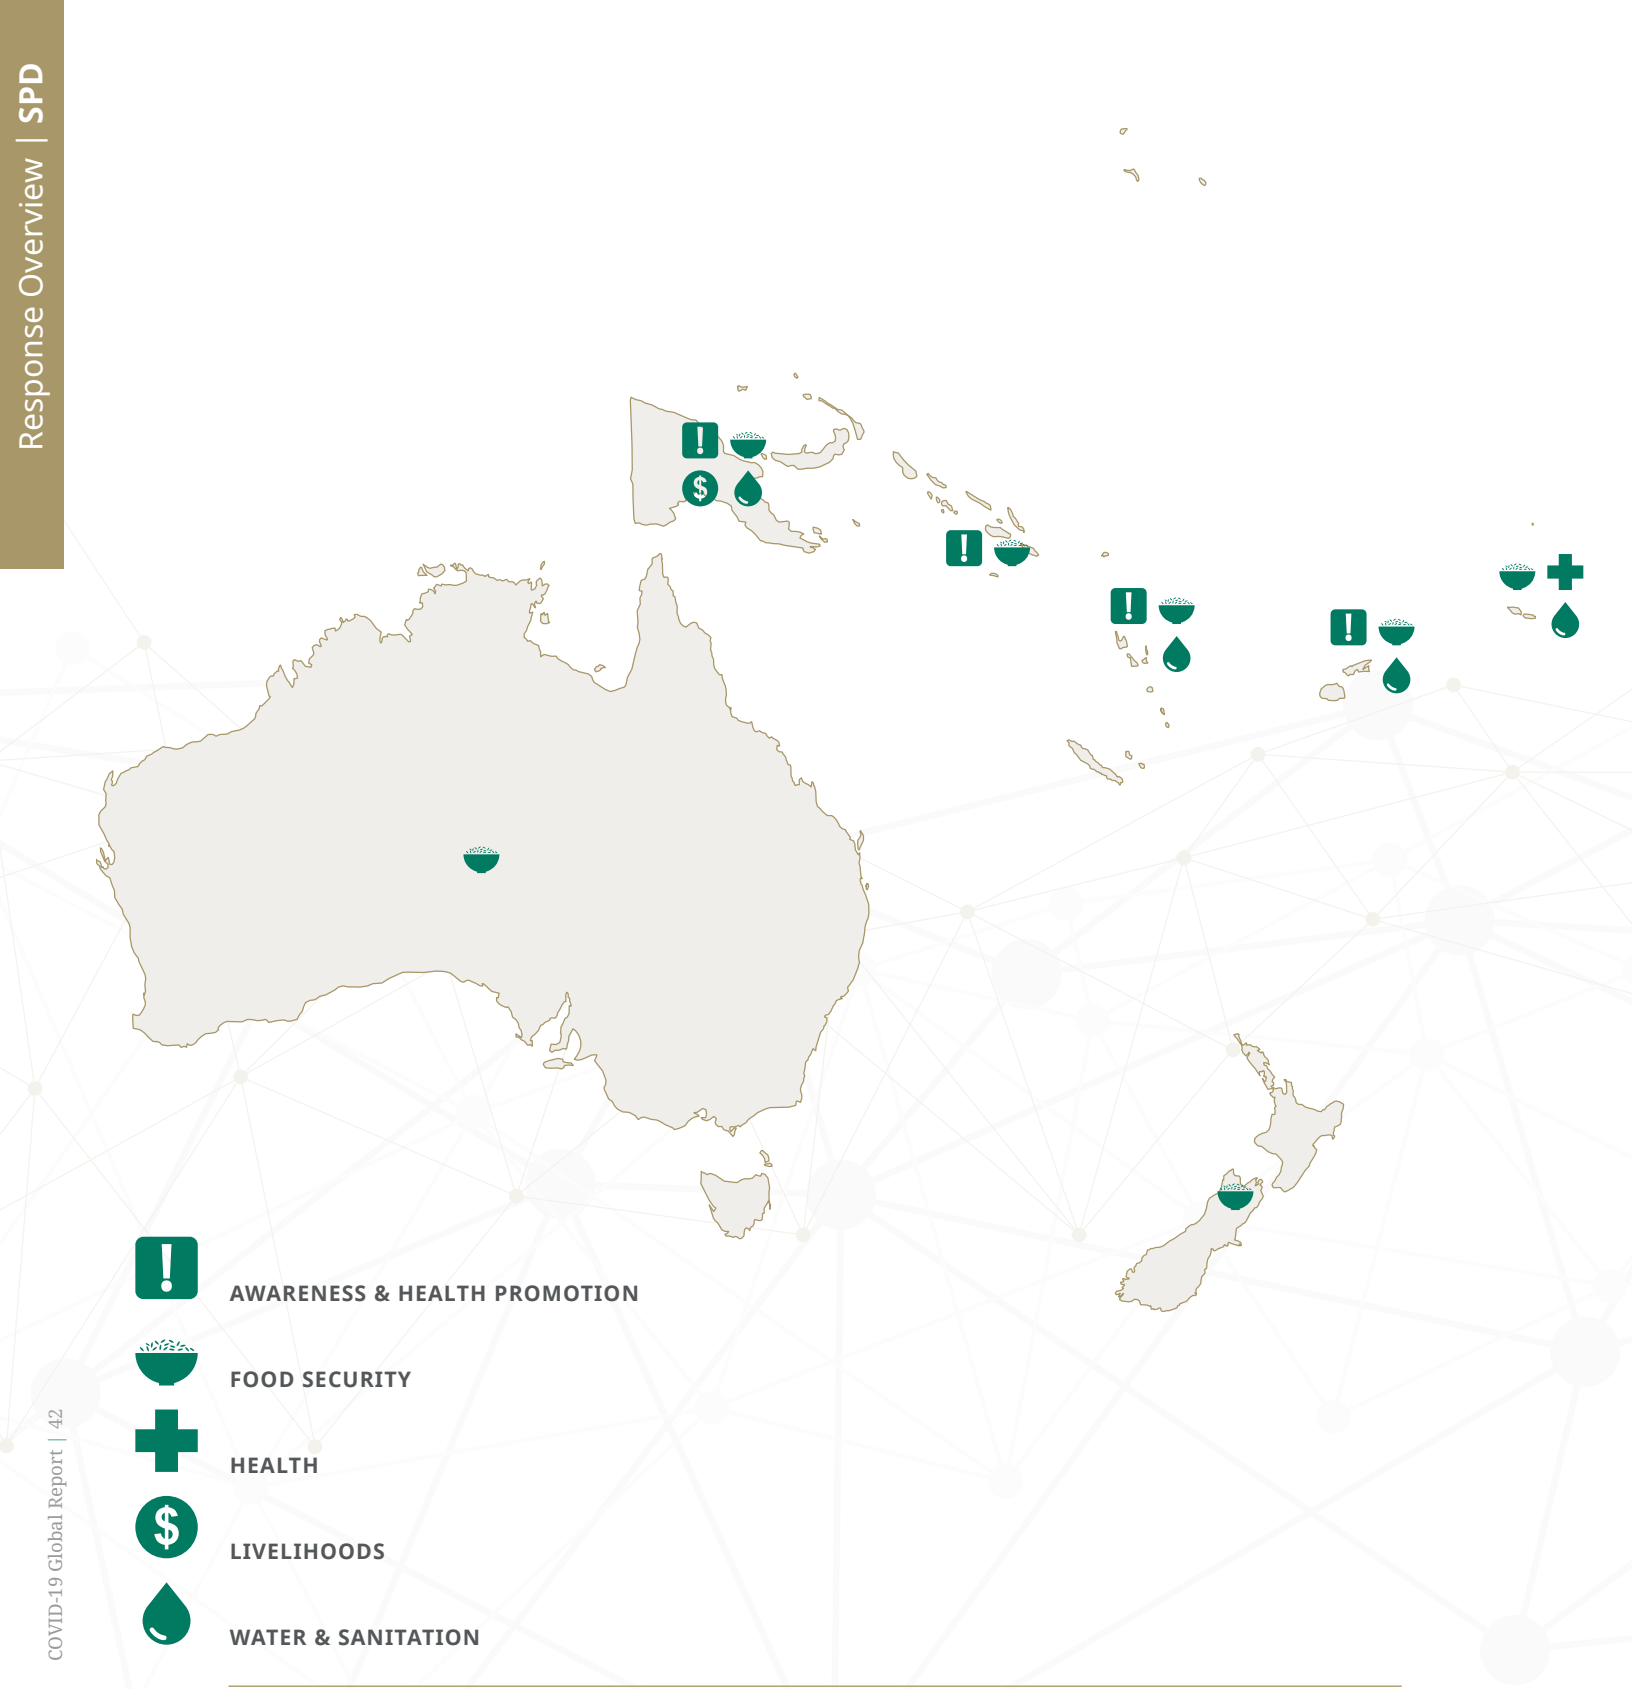 Response Overview | SPD
AWARENESS & HEALTH PROMOTION
FOOD SECURITY
HEALTH
LIVELIHOODS
WATER & SANITATION
COVID-19 Global Report | 42